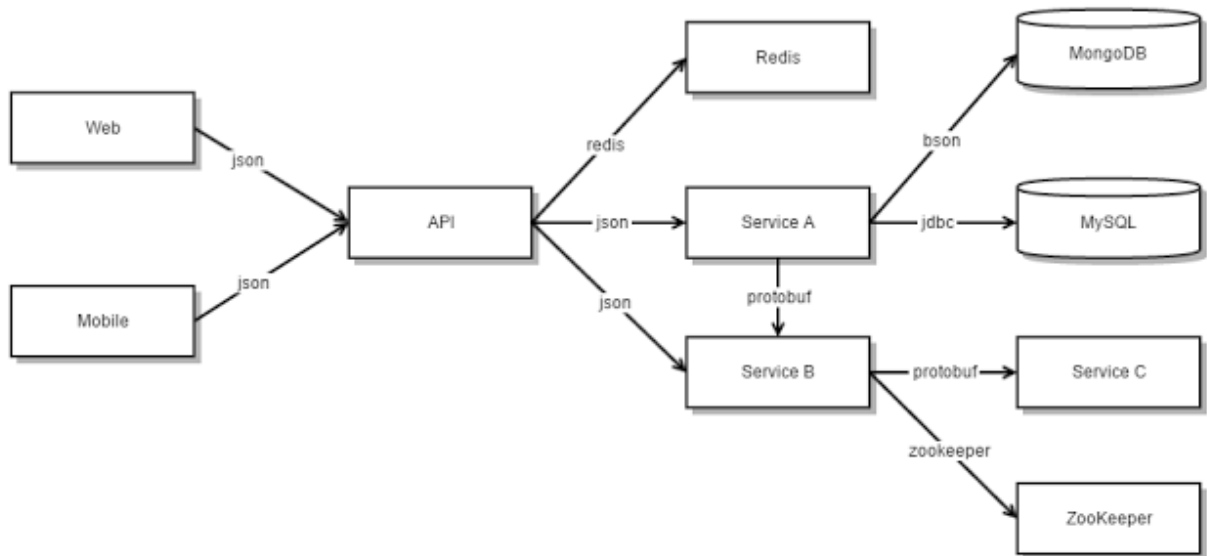 Web
json
Mobile
json
API
redis
json
json
Redis
Service A
protobuf
Service B
bson
jdbc
protobuf
zookeeper
MongoDB
MySQL
Service C
ZooKeeper